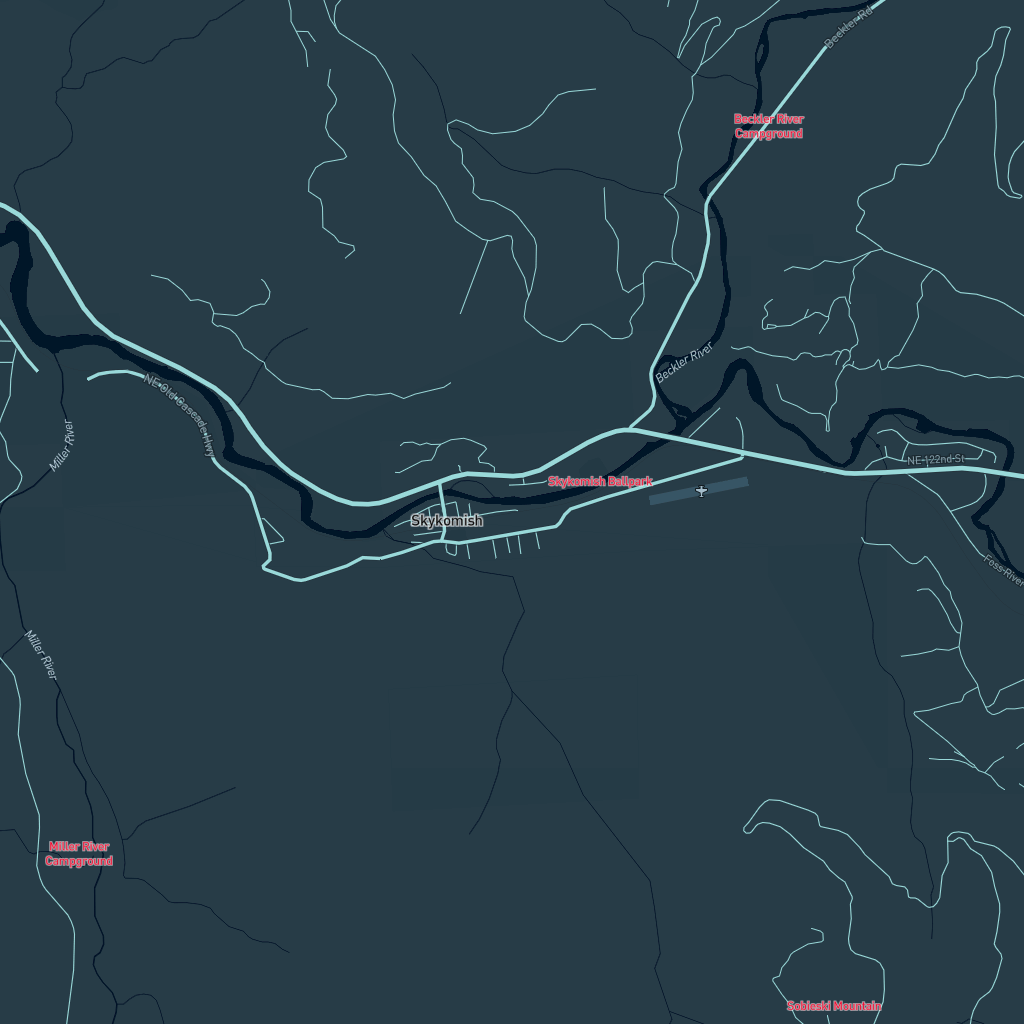 Beckler Rd
Beckler River
Campground
Beckler River
NE Old Cascade Hwy
Miller River
NE 122nd St
Skykomish Ballpark
Skykomish
Foss River
Miller River
Miller River
Campground
Sobieski Mountain